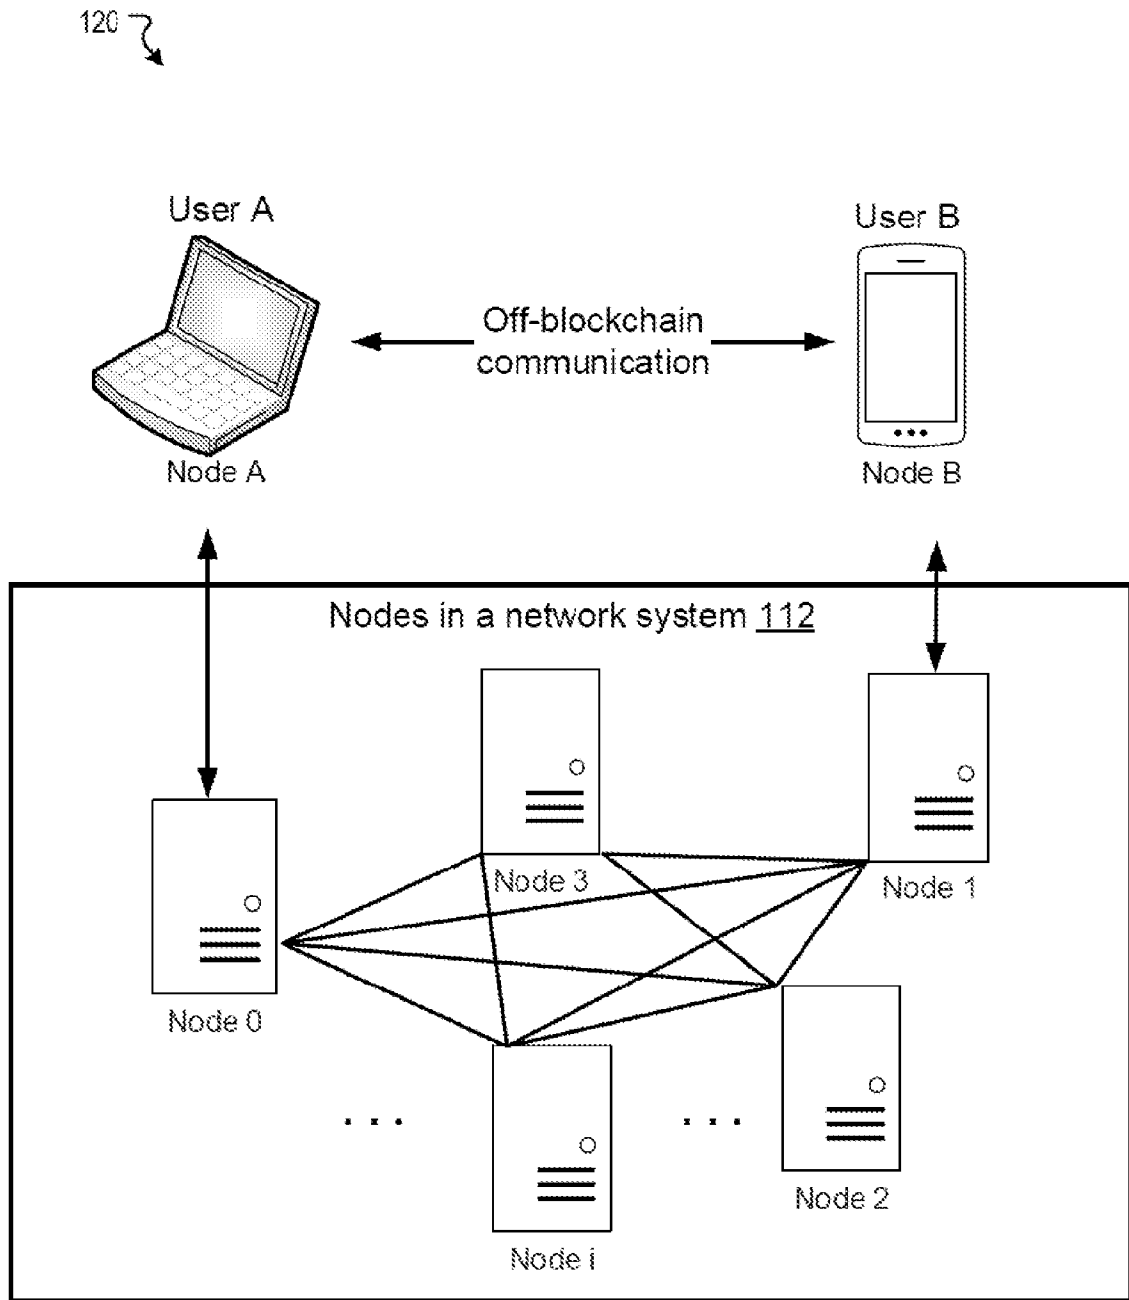 120
User A
User B
Off-blockchain
communication
Node A
Node B
Nodes in a network system 112
Node 3
Node 1
Node 0
. . .
. . .
Node 2
Node i